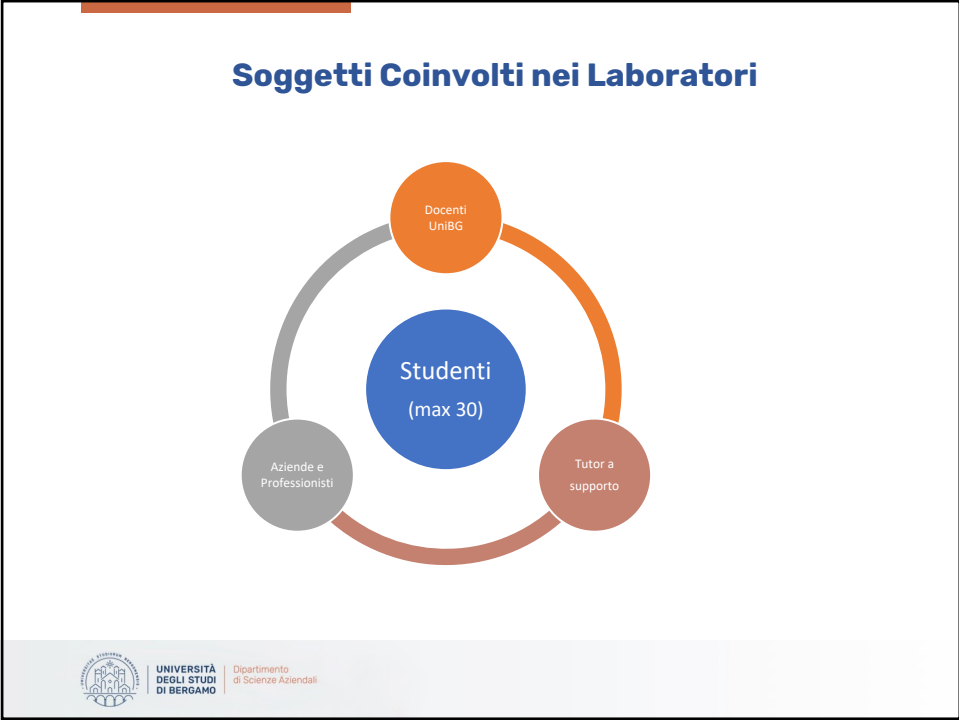 Soggetti Coinvolti nei Laboratori
Docenti
UniBG
Studenti
(max 30)
Aziende e
Professionisti
Tutor a
supporto
UNIVERSITÀ
DEGLI STUDI
DI BERGAMO
Dipartimento
di Scienze Aziendali